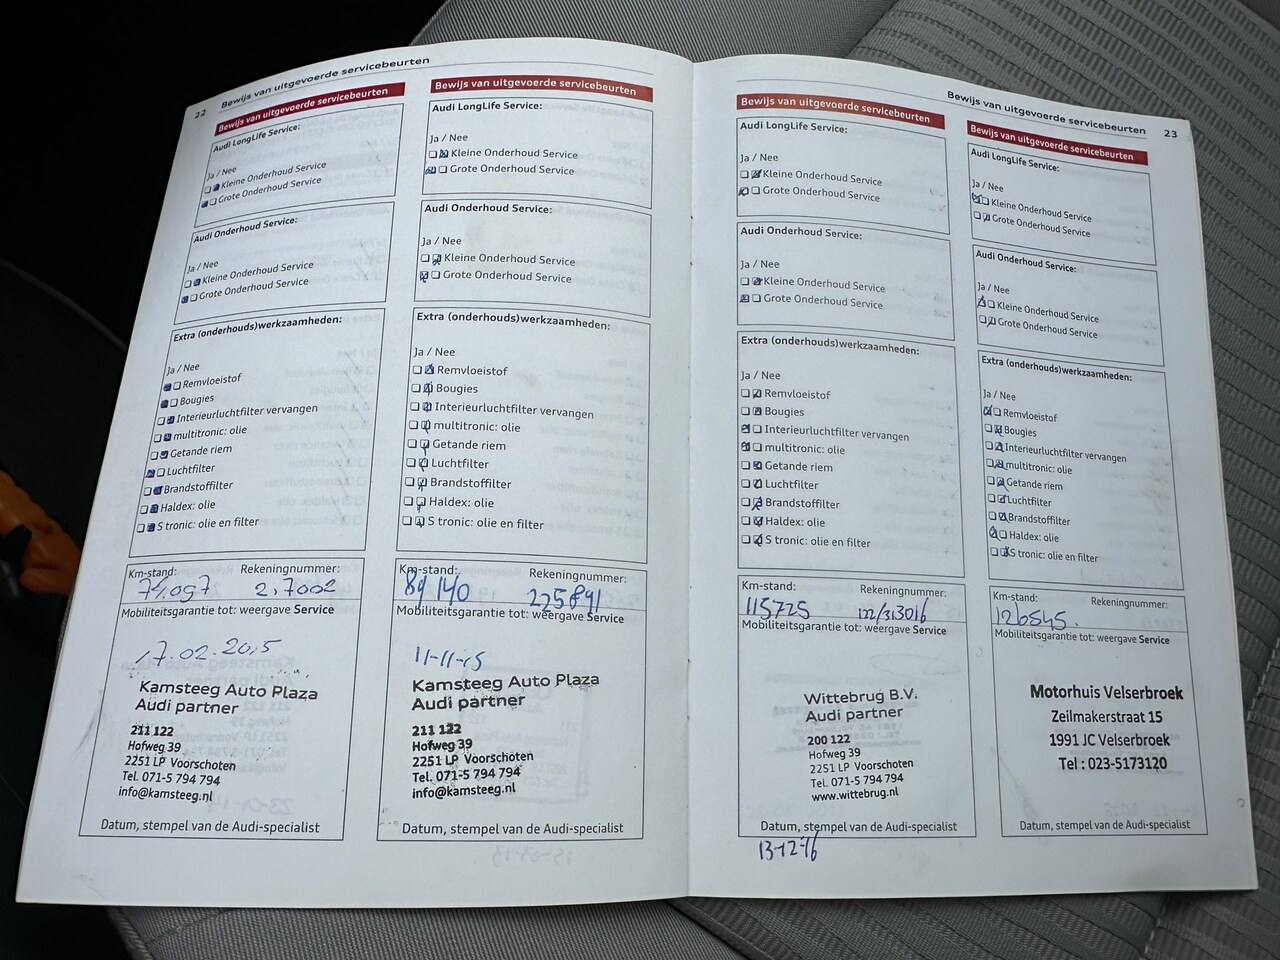 22 Bewijs van uitgevoerde servicebeurten
Bewijs van uitgevoerde servicebeurten
Audi LongLife Service:
Ja / Nee
Kleine Onderhoud Service
Grote Onderhoud Service
Audi Onderhoud Service:
Ja / Nee
Kleine Onderhoud Service
Grote Onderhoud Service
Extra (onderhouds)werkzaamheden:
Ja / Nee
Remvloeistof
Bougies
Interieurluchtfilter vervangen
multitronic: olie
Getande riem
Luchtfilter
Brandstoffilter
Haldex: olie
S tronic: olie en filter
Km-stand: Rekeningnummer:
Mobiliteitsgarantie tot: weergave Service
Kamsteeg Auto Plaza
Audi partner
211 122
Hofweg 39
2251 LP Voorschoten
Tel. 071-5 794 794
info@kamsteeg.nl
Datum, stempel van de Audi-specialist
Bewijs van uitgevoerde servicebeurten
Audi LongLife Service:
Ja / Nee
Kleine Onderhoud Service
Grote Onderhoud Service
Audi Onderhoud Service:
Ja / Nee
Kleine Onderhoud Service
Grote Onderhoud Service
Extra (onderhouds)werkzaamheden:
Ja / Nee
Remvloeistof
Bougies
Interieurluchtfilter vervangen
multitronic: olie
Getande riem
Luchtfilter
Brandstoffilter
Haldex: olie
S tronic: olie en filter
Km-stand: Rekeningnummer:
89140 225891
Mobiliteitsgarantie tot: weergave Service
11-11-15
Kamsteeg Auto Plaza
Audi partner
211 122
Hofweg 39
2251 LP Voorschoten
Tel. 071-5 794 794
info@kamsteeg.nl
Datum, stempel van de Audi-specialist
Bewijs van uitgevoerde servicebeurten 23
Bewijs van uitgevoerde servicebeurten
Audi LongLife Service:
Ja / Nee
Kleine Onderhoud Service
Grote Onderhoud Service
Audi Onderhoud Service:
Ja / Nee
Kleine Onderhoud Service
Grote Onderhoud Service
Extra (onderhouds)werkzaamheden:
Ja / Nee
Remvloeistof
Bougies
Interieurluchtfilter vervangen
multitronic: olie
Getande riem
Luchtfilter
Brandstoffilter
Haldex: olie
S tronic: olie en filter
Km-stand: Rekeningnummer:
115725 122/313016
Mobiliteitsgarantie tot: weergave Service
Wittebrug B.V.
Audi partner
200 122
Hofweg 39
2251 LP Voorschoten
Tel. 071-5 794 794
www.wittebrug.nl
Datum, stempel van de Audi-specialist
13-12-16
Bewijs van uitgevoerde servicebeurten
Audi LongLife Service:
Ja / Nee
Kleine Onderhoud Service
Grote Onderhoud Service
Audi Onderhoud Service:
Ja / Nee
Kleine Onderhoud Service
Grote Onderhoud Service
Extra (onderhouds)werkzaamheden:
Ja / Nee
Remvloeistof
Bougies
Interieurluchtfilter vervangen
multitronic: olie
Getande riem
Luchtfilter
Brandstoffilter
Haldex: olie
S tronic: olie en filter
Km-stand: Rekeningnummer:
126545.
Mobiliteitsgarantie tot: weergave Service
Motorhuis Velserbroek
Zeilmakerstraat 15
1991 JC Velserbroek
Tel : 023-5173120
Datum, stempel van de Audi-specialist